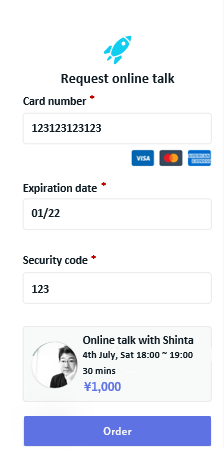 Request online talk
Card number *
123123123123
VISA
Expiration date *
01/22
Security code *
123
Online talk with Shinta
4th July, Sat 18:00 ~ 19:00
30 mins
¥1,000
Order